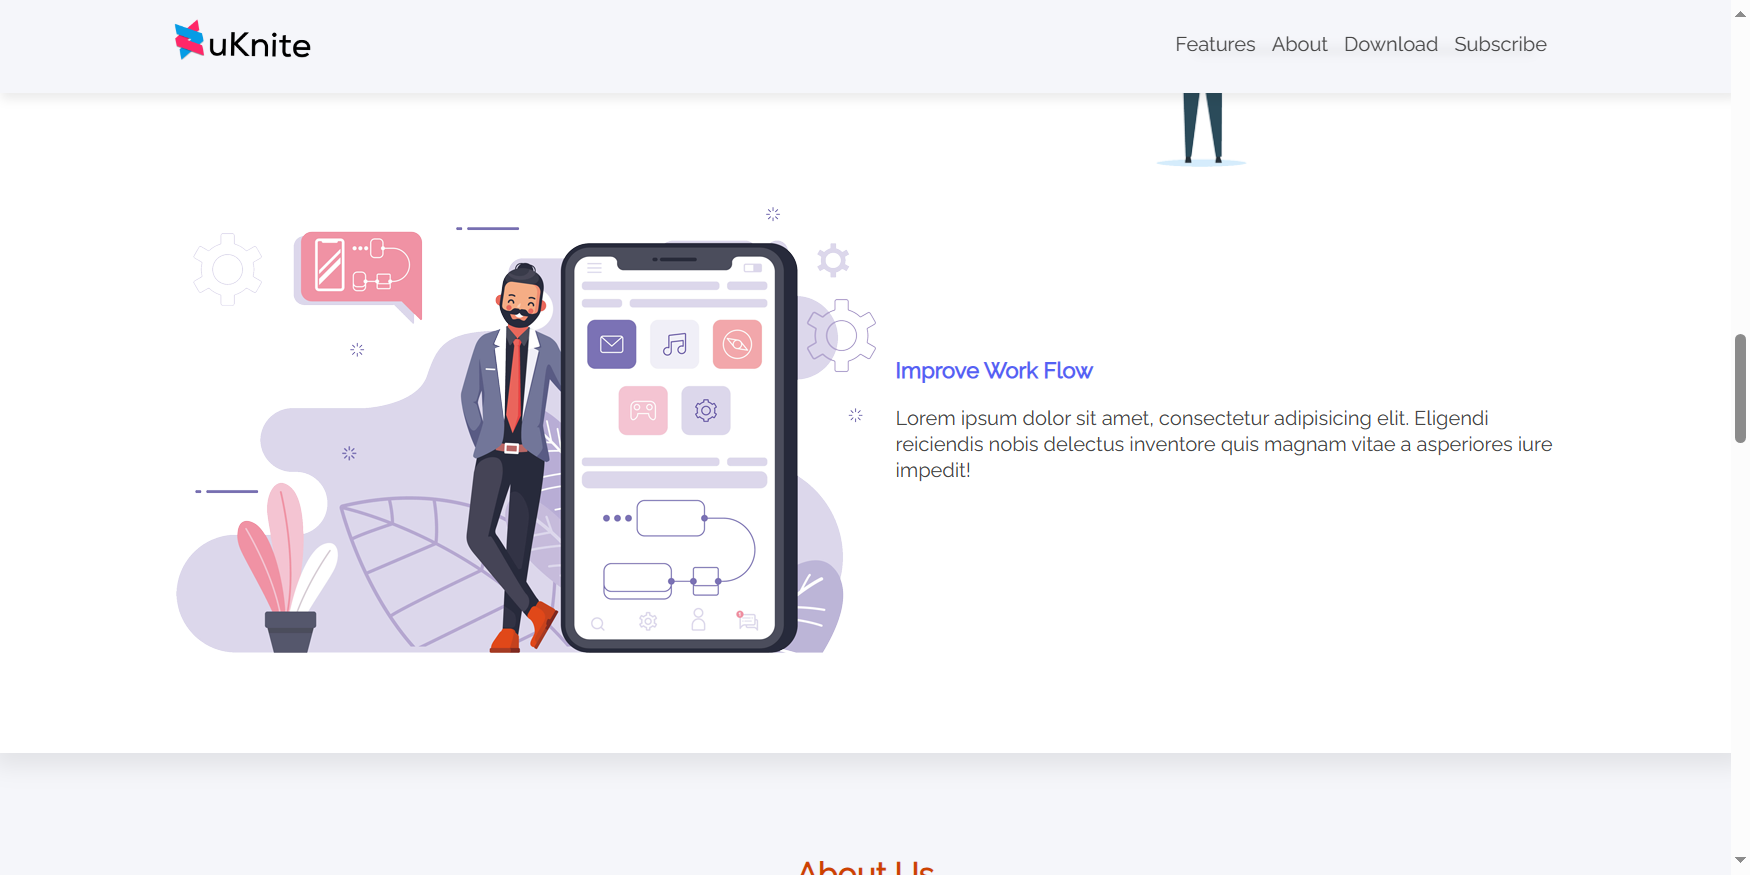 uKnite
Features About Download Subscribe
Improve Work Flow
Lorem ipsum dolor sit amet, consectetur adipisicing elit. Eligendi
reiciendis nobis delectus inventore quis magnam vitae a asperiores iure
impedit!
About Us